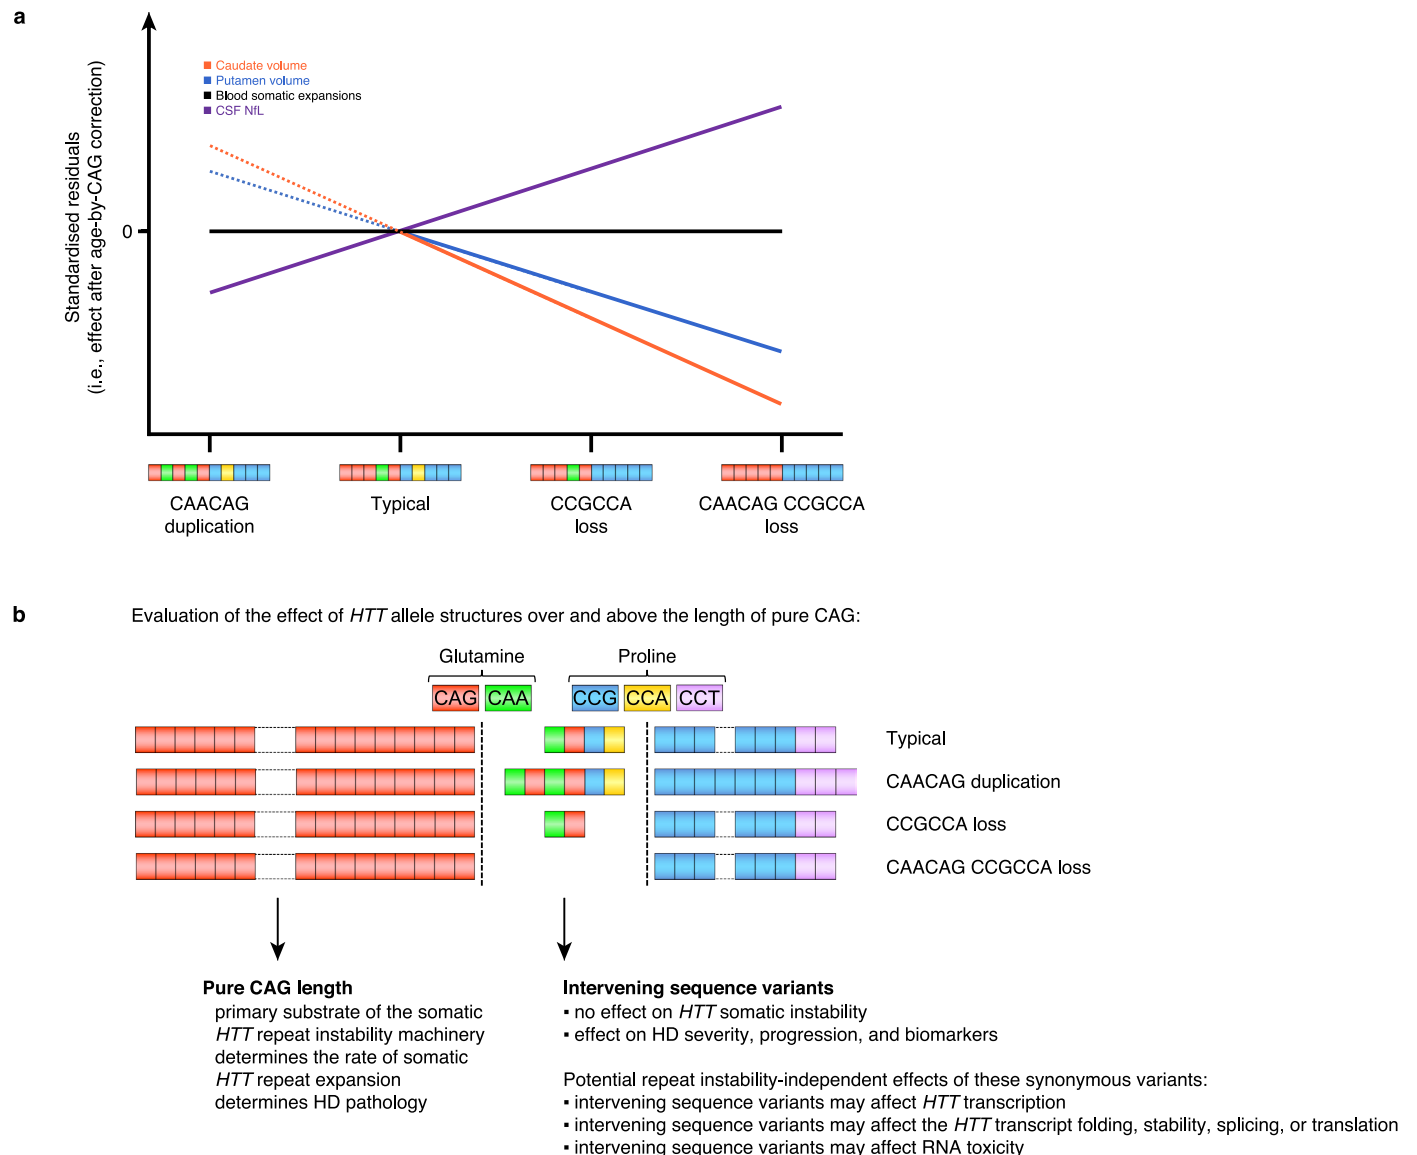 a
Caudate volume
Putamen volume
Blood somatic expansions
CSF NfL
Standardised residuals
(i.e., effect after age-by-CAG correction)
0
CAACAG
duplication
Typical
CCGCCA
loss
CAACAG CCGCCA
loss
b
Evaluation of the effect of HTT allele structures over and above the length of pure CAG:
Glutamine
Proline
CAG CAA
CCG CCA CCT
Typical
CAACAG duplication
CCGCCA loss
CAACAG CCGCCA loss
Pure CAG length
primary substrate of the somatic
HTT repeat instability machinery
determines the rate of somatic
HTT repeat expansion
determines HD pathology
Intervening sequence variants
▪ no effect on HTT somatic instability
▪ effect on HD severity, progression, and biomarkers
Potential repeat instability-independent effects of these synonymous variants:
▪ intervening sequence variants may affect HTT transcription
▪ intervening sequence variants may affect the HTT transcript folding, stability, splicing, or translation
▪ intervening sequence variants may affect RNA toxicity